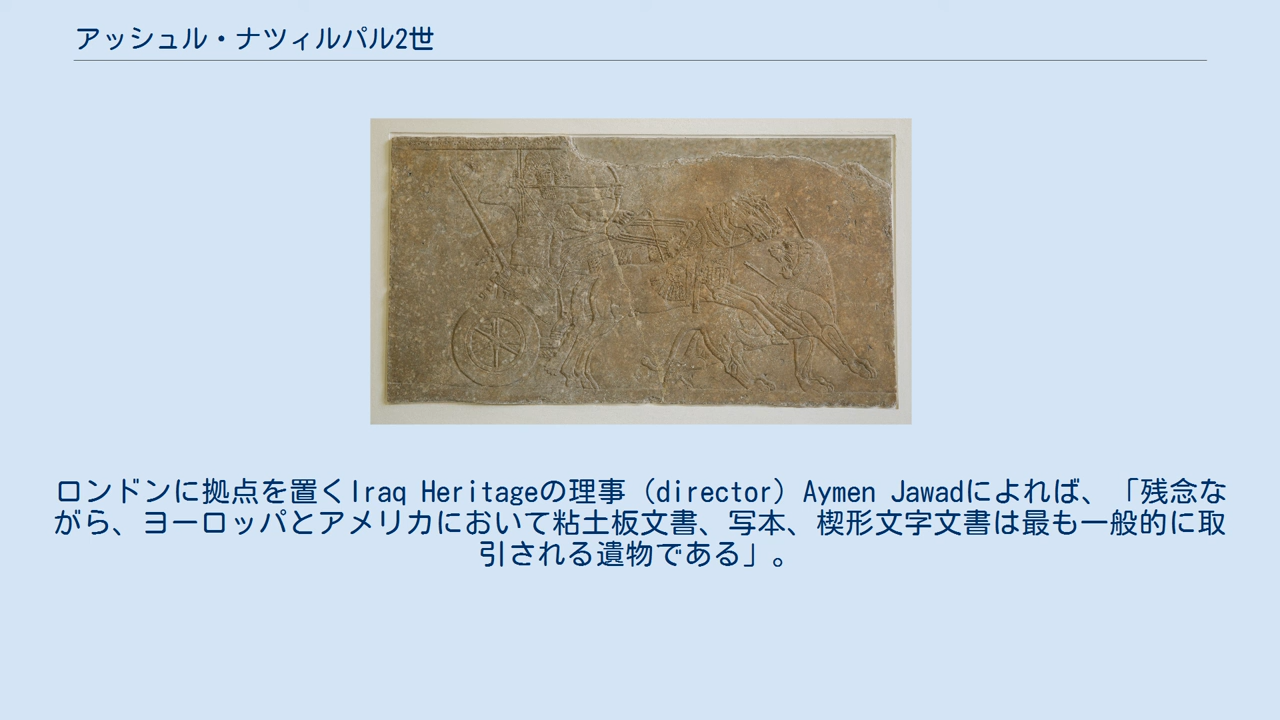 アッシュル・ナツィルパル2世
ロンドンに拠点を置くIraq Heritageの理事（director）Aymen Jawadによれば、「残念な
がら、ヨーロッパとアメリカにおいて粘土板文書、写本、楔形文字文書は最も一般的に取
引される遺物である」。